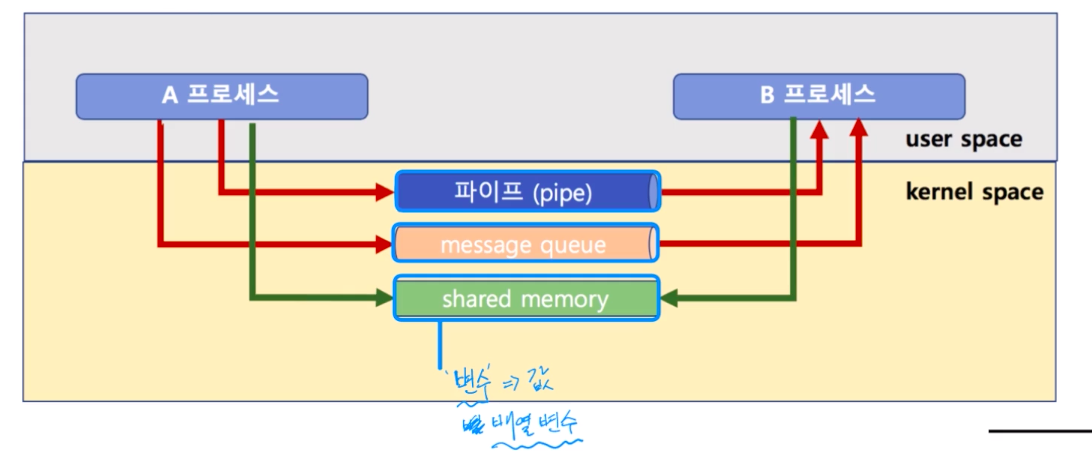 A 프로세스
B 프로세스
user space
파이프 (pipe)
kernel space
message queue
shared memory
'변수' => 값
배열 변수